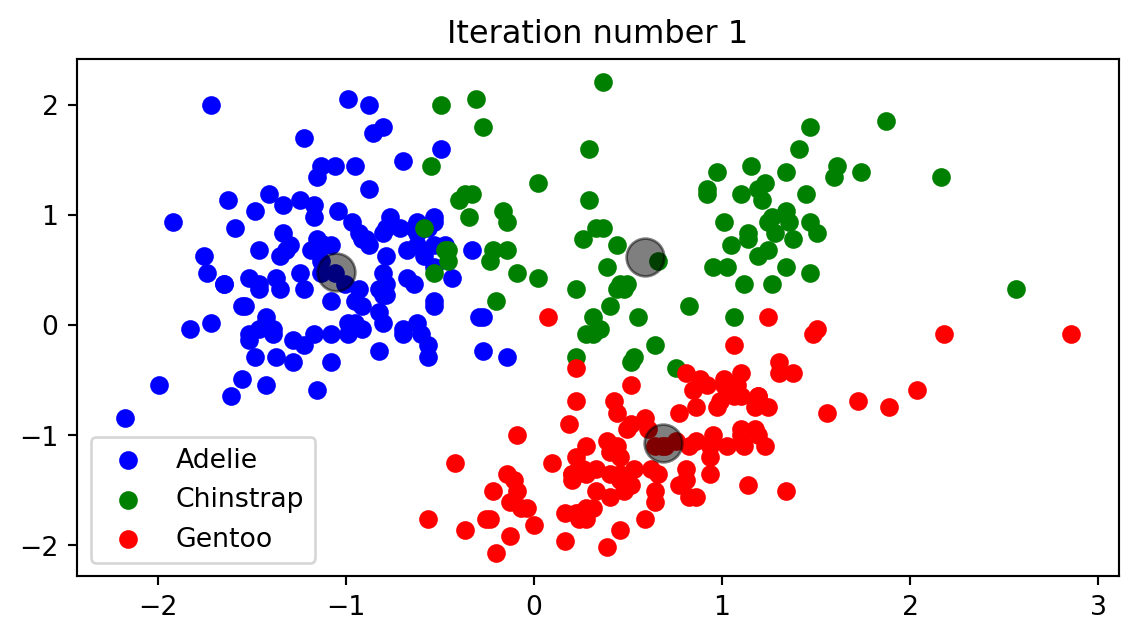 Iteration number 1
2
1
0
−1
−2
Adelie
Chinstrap
Gentoo
−2 −1 0 1 2 3